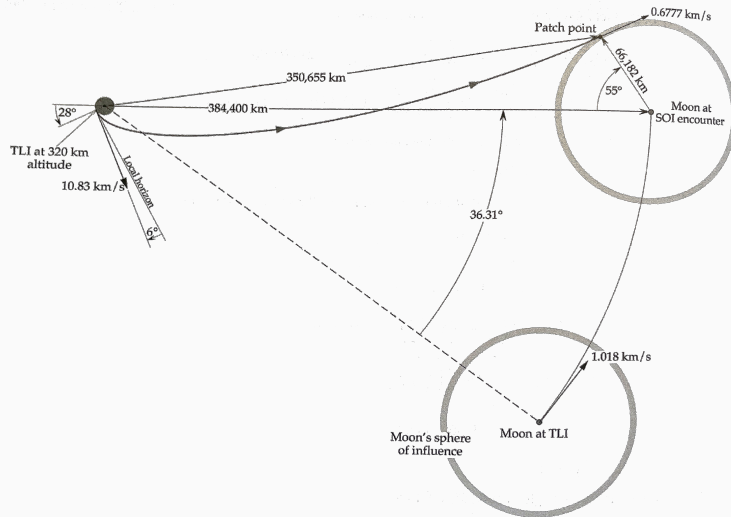 0.6777 km/s
Patch point
66,182 km
350,655 km
384,400 km
55°
Moon at
SOI encounter
28°
TLI at 320 km
altitude
Local horizon
10.83 km/s
6°
36.31°
1.018 km/s
Moon at TLI
Moon's sphere
of influence